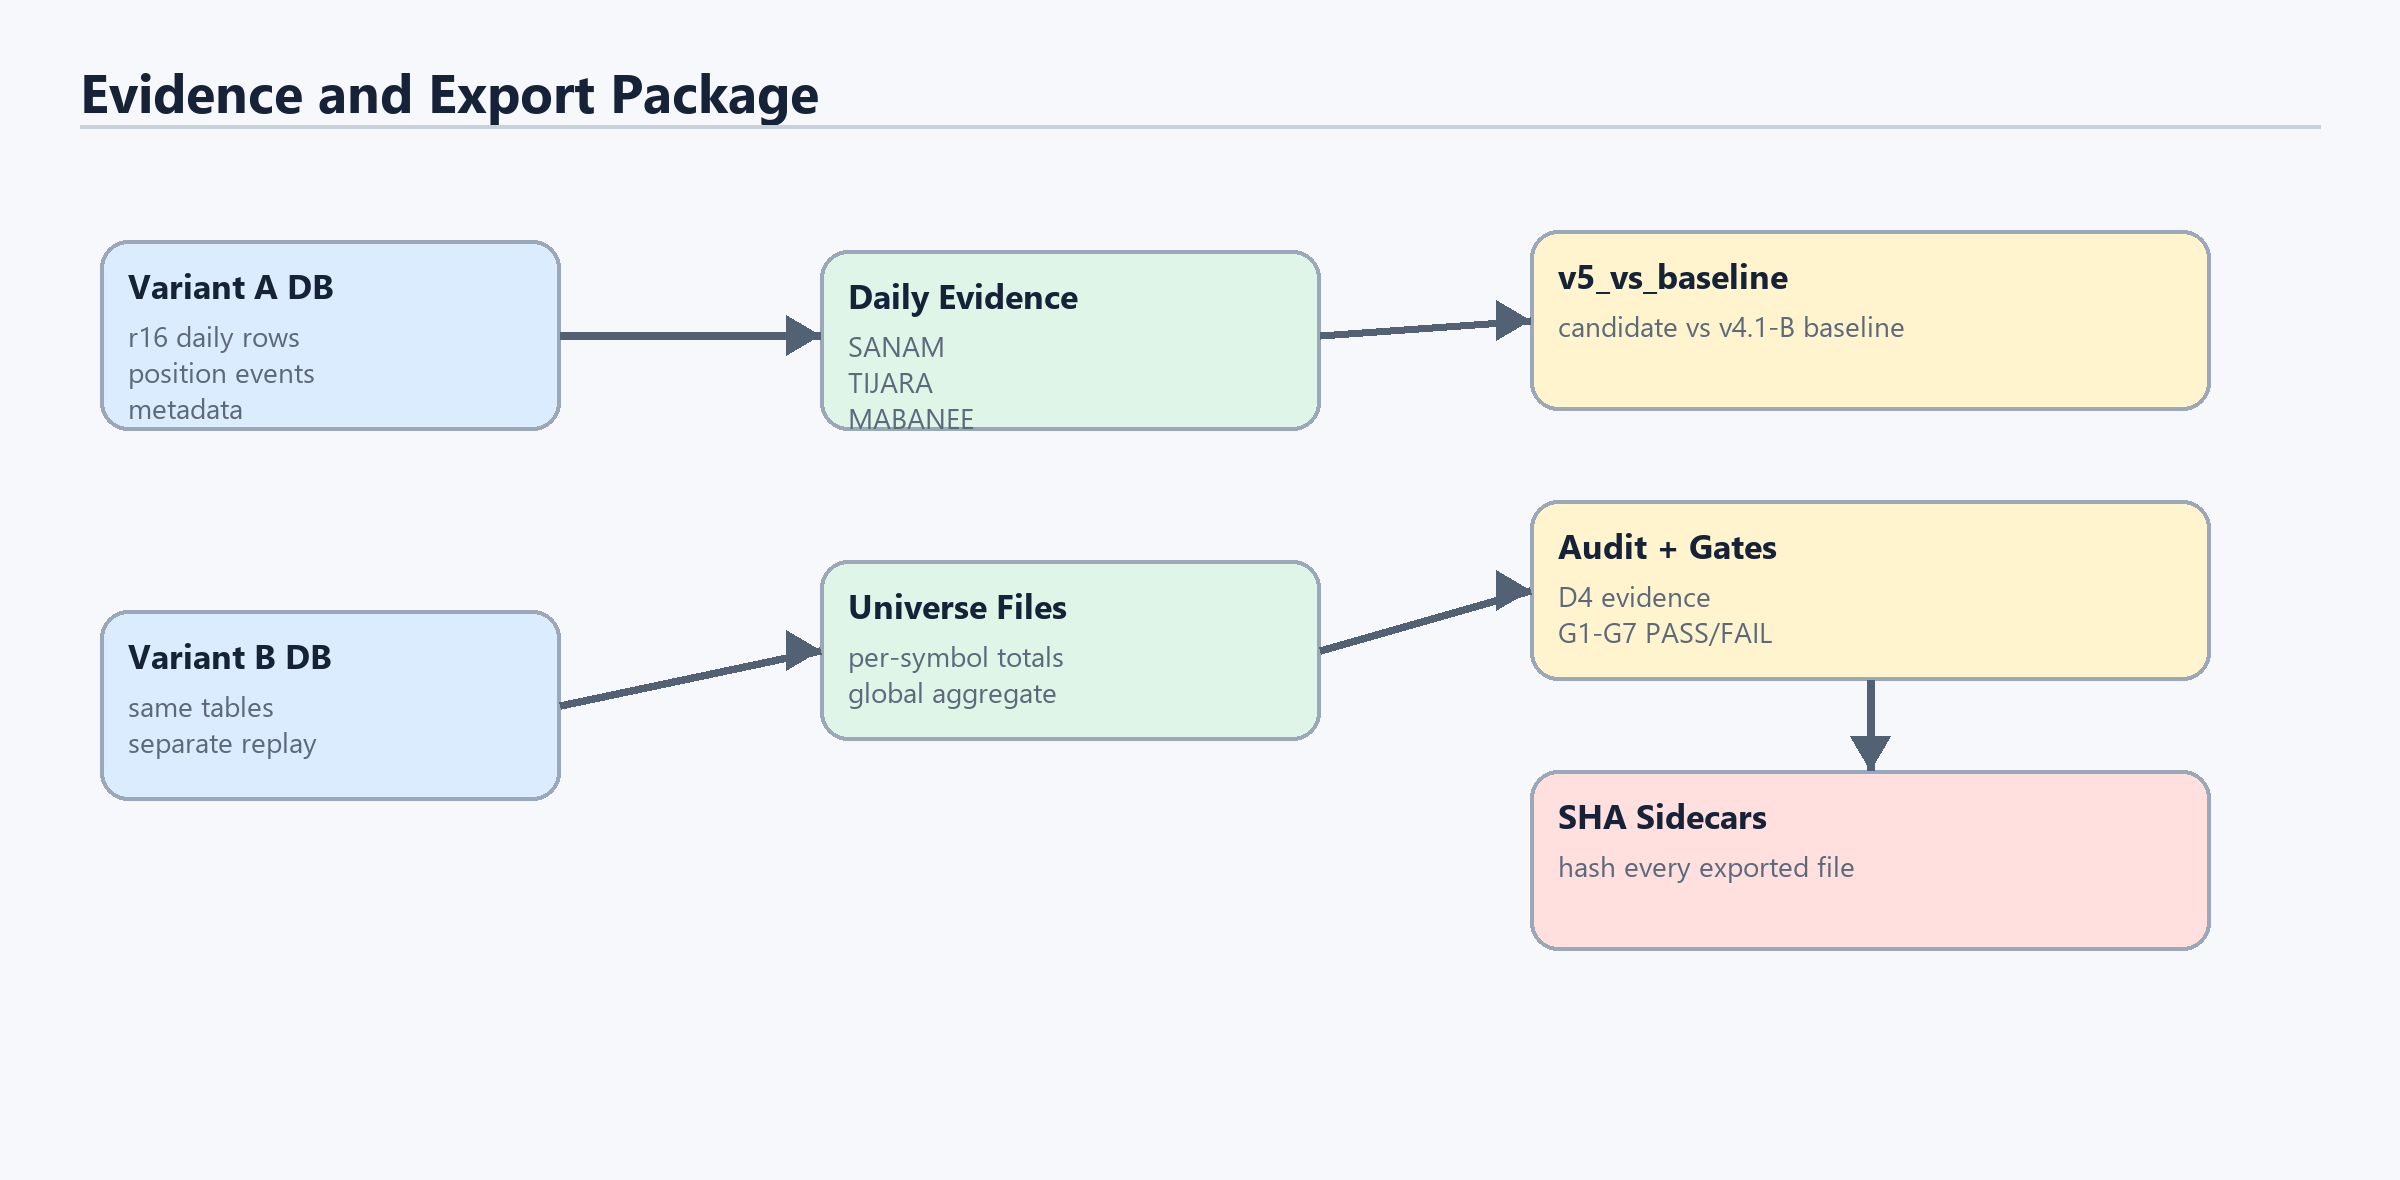 Evidence and Export Package
Variant A DB
r16 daily rows
position events
metadata
Daily Evidence
SANAM
TIJARA
MABANEE
v5_vs_baseline
candidate vs v4.1-B baseline
Variant B DB
same tables
separate replay
Universe Files
per-symbol totals
global aggregate
Audit + Gates
D4 evidence
G1-G7 PASS/FAIL
SHA Sidecars
hash every exported file